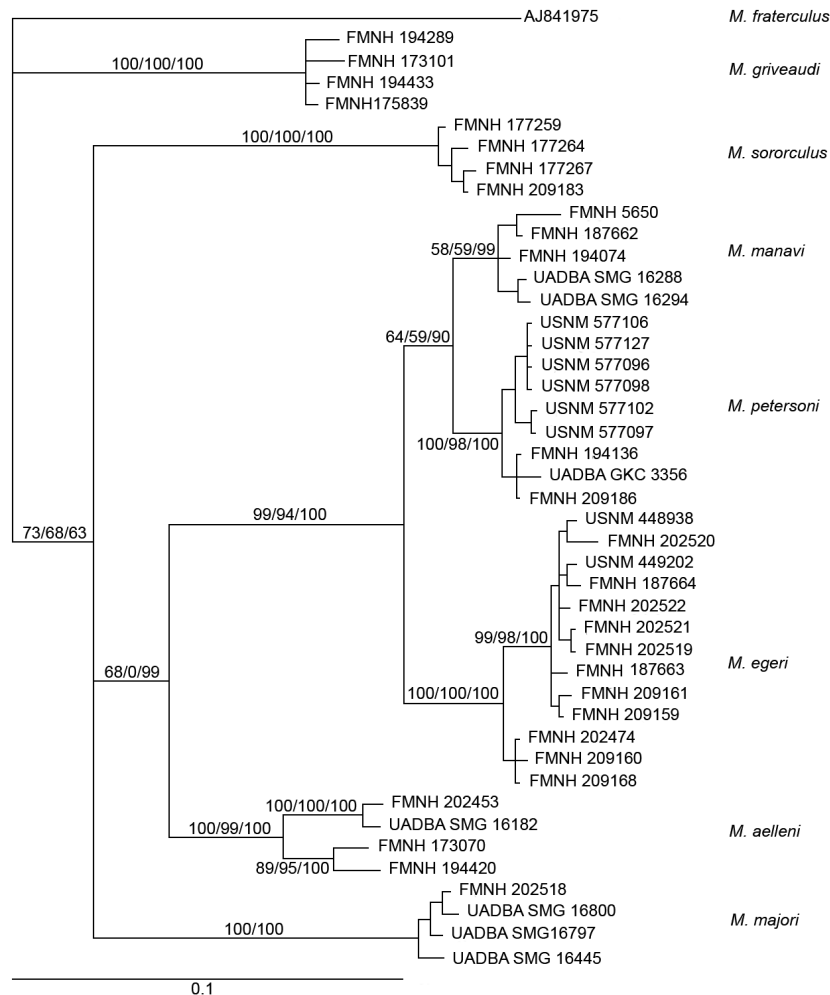 AJ841975 M. fraterculus
FMNH 194289
100/100/100 FMNH 173101 M. griveaudi
FMNH 194433
FMNH175839
FMNH 177259
100/100/100 FMNH 177264 M. sororculus
FMNH 177267
FMNH 209183
FMNH 5650
FMNH 187662
58/59/99 FMNH 194074 M. manavi
UADBA SMG 16288
UADBA SMG 16294
USNM 577106
64/59/90 USNM 577127
USNM 577096
USNM 577098
USNM 577102 M. petersoni
USNM 577097
100/98/100 FMNH 194136
UADBA GKC 3356
FMNH 209186
99/94/100 USNM 448938
73/68/63 FMNH 202520
USNM 449202
FMNH 187664
FMNH 202522
FMNH 202521
99/98/100 FMNH 202519
68/0/99 FMNH 187663 M. egeri
100/100/100 FMNH 209161
FMNH 209159
FMNH 202474
FMNH 209160
FMNH 209168
100/100/100 FMNH 202453
100/99/100 UADBA SMG 16182 M. aelleni
FMNH 173070
89/95/100 FMNH 194420
FMNH 202518
UADBA SMG 16800 M. majori
100/100 UADBA SMG16797
UADBA SMG 16445
0.1